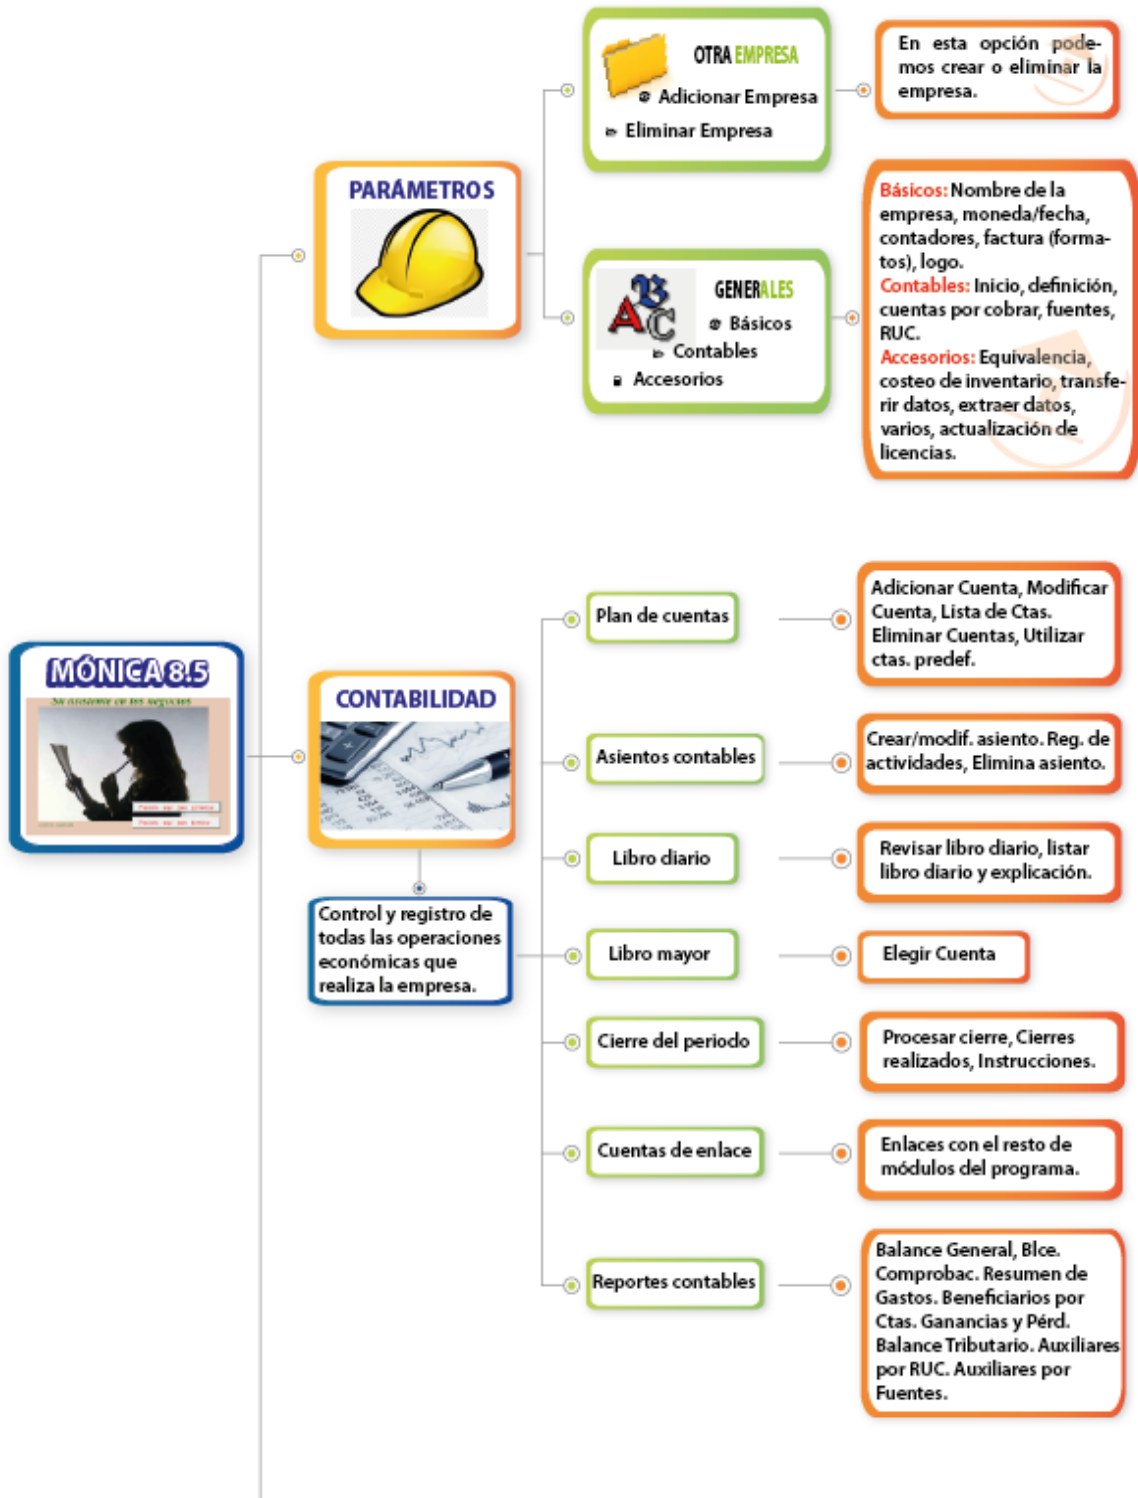 OTRA EMPRESA
Adicionar Empresa
Eliminar Empresa
En esta opción pode-
mos crear o eliminar la
empresa.
PARÁMETROS
GENERALES
ABC
Básicos
Contables
Accesorios
Básicos: Nombre de la
empresa, moneda/fecha,
contadores, factura (forma-
tos), logo.
Contables: Inicio, definición,
cuentas por cobrar, fuentes,
RUC.
Accesorios: Equivalencia,
costeo de inventario, transfe-
rir datos, extraer datos,
varios, actualización de
licencias.
MÓNICA 8.5
Su asistente en los negocios
CONTABILIDAD
Control y registro de
todas las operaciones
económicas que
realiza la empresa.
Plan de cuentas
Adicionar Cuenta, Modificar
Cuenta, Lista de Ctas.
Eliminar Cuentas, Utilizar
ctas. predef.
Asientos contables
Crear/modif. asiento. Reg. de
actividades, Elimina asiento.
Libro diario
Revisar libro diario, listar
libro diario y explicación.
Libro mayor
Elegir Cuenta
Cierre del periodo
Procesar cierre, Cierres
realizados, Instrucciones.
Cuentas de enlace
Enlaces con el resto de
módulos del programa.
Reportes contables
Balance General, Blce.
Comprobac. Resumen de
Gastos. Beneficiarios por
Ctas. Ganancias y Pérd.
Balance Tributario. Auxiliares
por RUC. Auxiliares por
Fuentes.